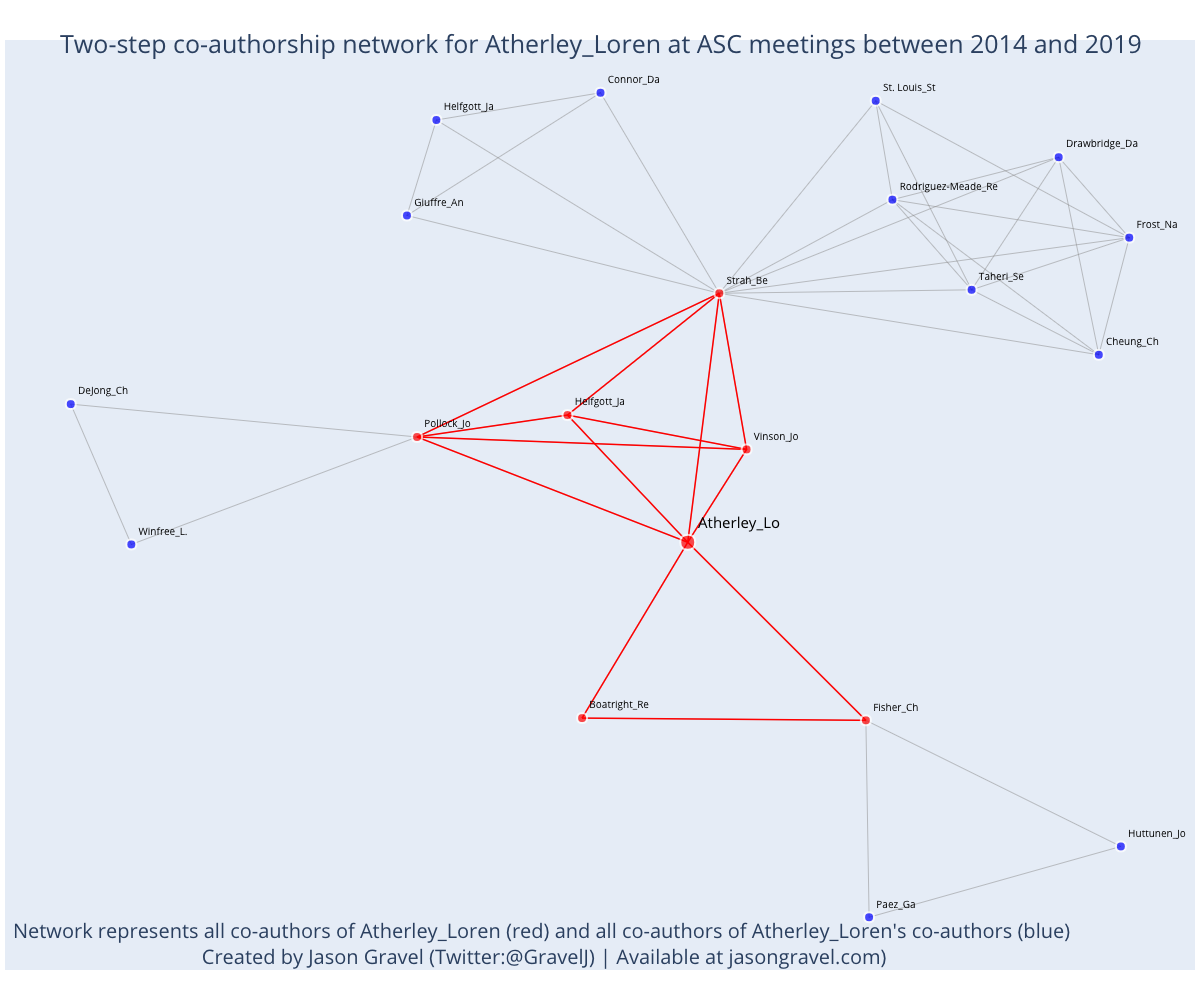 Two-step co-authorship network for Atherley_Loren at ASC meetings between 2014 and 2019
Connor_Da
St. Louis_St
Helfgott_Ja
Drawbridge_Da
Rodriguez-Meade_Re
Giuffre_An
Frost_Na
Taheri_Se
Strah_Be
Cheung_Ch
DeJong_Ch
Helfgott_Ja
Pollock_Jo
Vinson_Jo
Atherley_Lo
Winfree_L.
Boatright_Re
Fisher_Ch
Huttunen_Jo
Paez_Ga
Network represents all co-authors of Atherley_Loren (red) and all co-authors of Atherley_Loren's co-authors (blue)
Created by Jason Gravel (Twitter:@GravelJ) | Available at jasongravel.com)